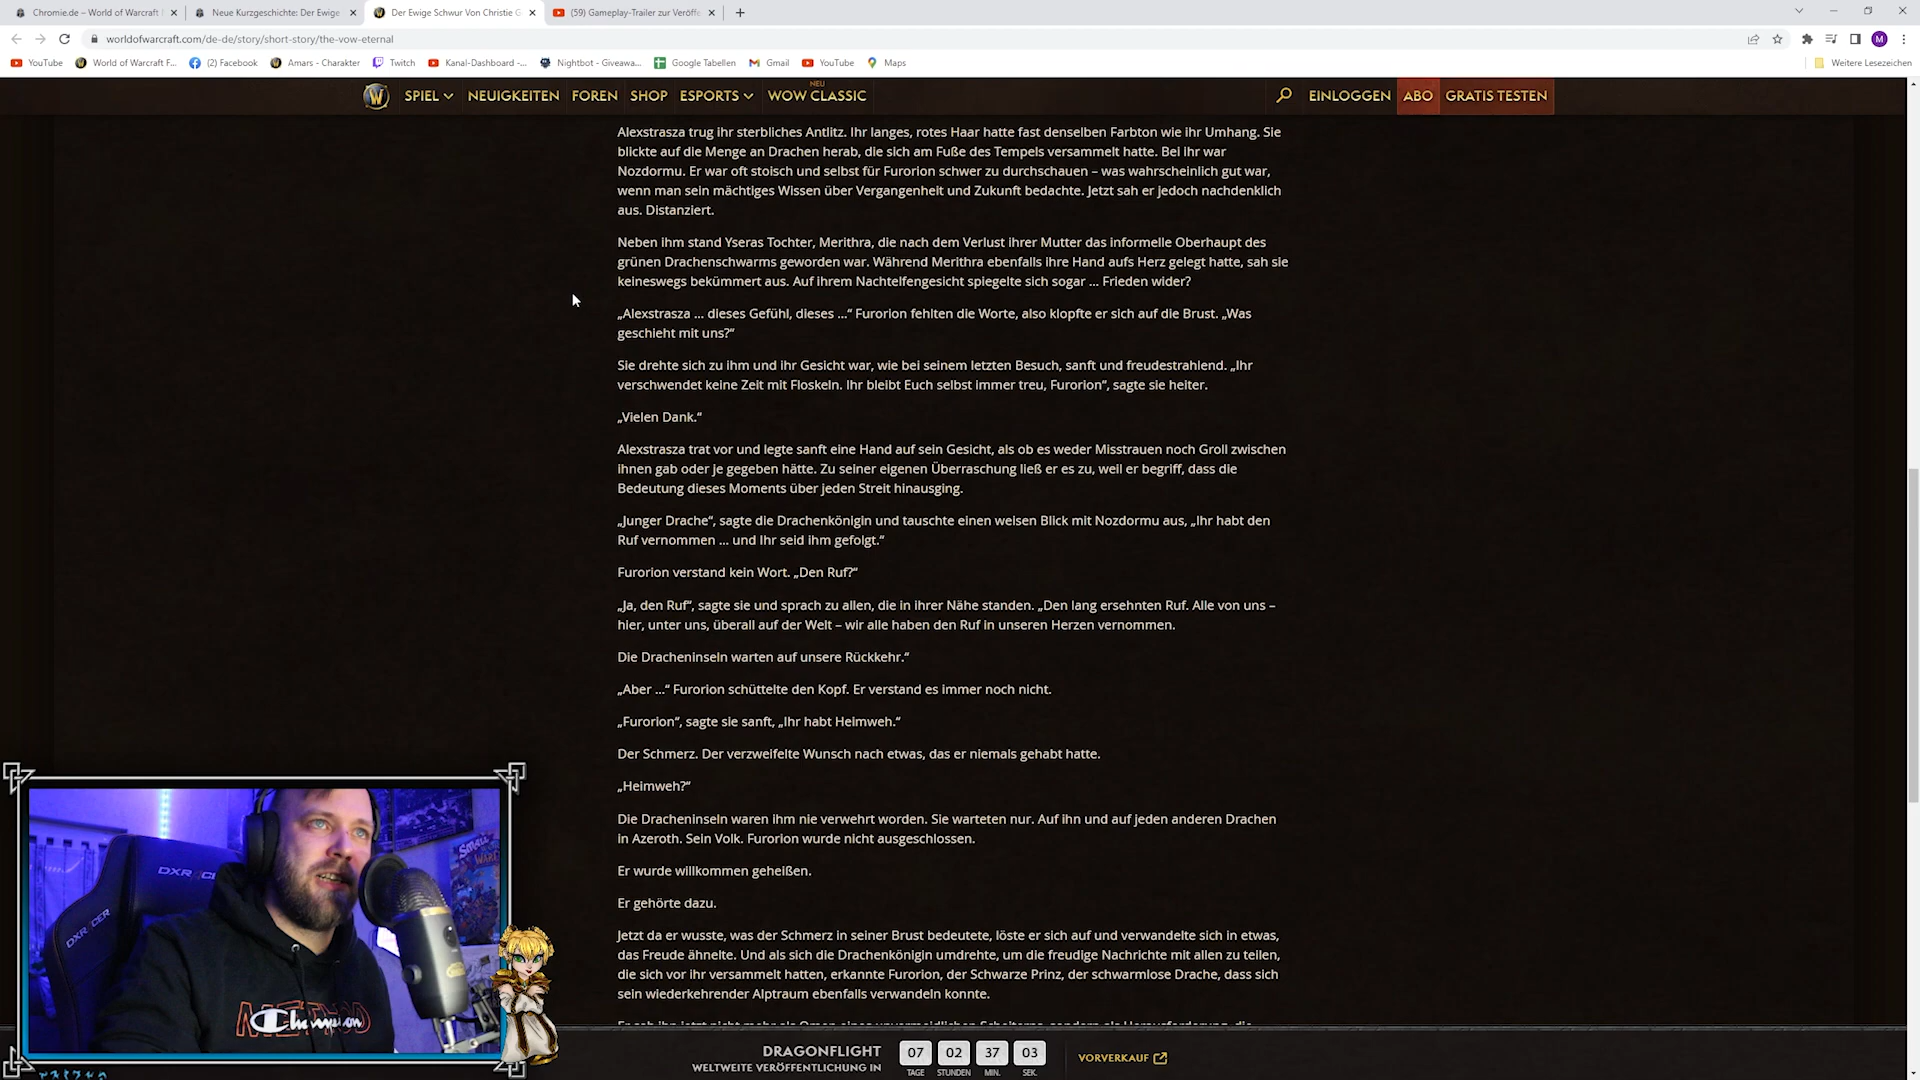 Chromie.de – World of Warcraft
Neue Kurzgeschichte: Der Ewige
Der Ewige Schwur Von Christie G
(59) Gameplay-Trailer zur Veröffe
worldofwarcraft.com/de-de/story/short-story/the-vow-eternal
M
YouTube
World of Warcraft F...
(2) Facebook
Amars - Charakter
Twitch
Kanal-Dashboard -...
Nightbot - Giveawa...
Google Tabellen
Gmail
YouTube
Maps
Weitere Lesezeichen
NEU
SPIEL NEUIGKEITEN FOREN SHOP ESPORTS WOW CLASSIC EINLOGGEN ABO GRATIS TESTEN
Alexstrasza trug ihr sterbliches Antlitz. Ihr langes, rotes Haar hatte fast denselben Farbton wie ihr Umhang. Sie
blickte auf die Menge an Drachen herab, die sich am Fuße des Tempels versammelt hatte. Bei ihr war
Nozdormu. Er war oft stoisch und selbst für Furorion schwer zu durchschauen – was wahrscheinlich gut war,
wenn man sein mächtiges Wissen über Vergangenheit und Zukunft bedachte. Jetzt sah er jedoch nachdenklich
aus. Distanziert.
Neben ihm stand Yseras Tochter, Merithra, die nach dem Verlust ihrer Mutter das informelle Oberhaupt des
grünen Drachenschwarms geworden war. Während Merithra ebenfalls ihre Hand aufs Herz gelegt hatte, sah sie
keineswegs bekümmert aus. Auf ihrem Nachtelfengesicht spiegelte sich sogar ... Frieden wider?
„Alexstrasza ... dieses Gefühl, dieses ...“ Furorion fehlten die Worte, also klopfte er sich auf die Brust. „Was
geschieht mit uns?“
Sie drehte sich zu ihm und ihr Gesicht war, wie bei seinem letzten Besuch, sanft und freudestrahlend. „Ihr
verschwendet keine Zeit mit Floskeln. Ihr bleibt Euch selbst immer treu, Furorion“, sagte sie heiter.
„Vielen Dank.“
Alexstrasza trat vor und legte sanft eine Hand auf sein Gesicht, als ob es weder Misstrauen noch Groll zwischen
ihnen gab oder je gegeben hätte. Zu seiner eigenen Überraschung ließ er es zu, weil er begriff, dass die
Bedeutung dieses Moments über jeden Streit hinausging.
„Junger Drache“, sagte die Drachenkönigin und tauschte einen weisen Blick mit Nozdormu aus, „Ihr habt den
Ruf vernommen ... und Ihr seid ihm gefolgt.“
Furorion verstand kein Wort. „Den Ruf?“
„Ja, den Ruf“, sagte sie und sprach zu allen, die in ihrer Nähe standen. „Den lang ersehnten Ruf. Alle von uns –
hier, unter uns, überall auf der Welt – wir alle haben den Ruf in unseren Herzen vernommen.
Die Dracheninseln warten auf unsere Rückkehr.“
„Aber ...“ Furorion schüttelte den Kopf. Er verstand es immer noch nicht.
„Furorion“, sagte sie sanft, „Ihr habt Heimweh.“
Der Schmerz. Der verzweifelte Wunsch nach etwas, das er niemals gehabt hatte.
„Heimweh?“
Die Dracheninseln waren ihm nie verwehrt worden. Sie warteten nur. Auf ihn und auf jeden anderen Drachen
in Azeroth. Sein Volk. Furorion wurde nicht ausgeschlossen.
Er wurde willkommen geheißen.
Er gehörte dazu.
Jetzt da er wusste, was der Schmerz in seiner Brust bedeutete, löste er sich auf und verwandelte sich in etwas,
das Freude ähnelte. Und als sich die Drachenkönigin umdrehte, um die freudige Nachricht mit allen zu teilen,
die sich vor ihr versammelt hatten, erkannte Furorion, der Schwarze Prinz, der schwarmlose Drache, dass sich
sein wiederkehrender Alptraum ebenfalls verwandeln konnte.
DXRACER
DXRACER
Champion
DRAGONFLIGHT
WELTWEITE VERÖFFENTLICHUNG IN
07 02 37 03
TAGE STUNDEN MIN. SEK.
VORVERKAUF